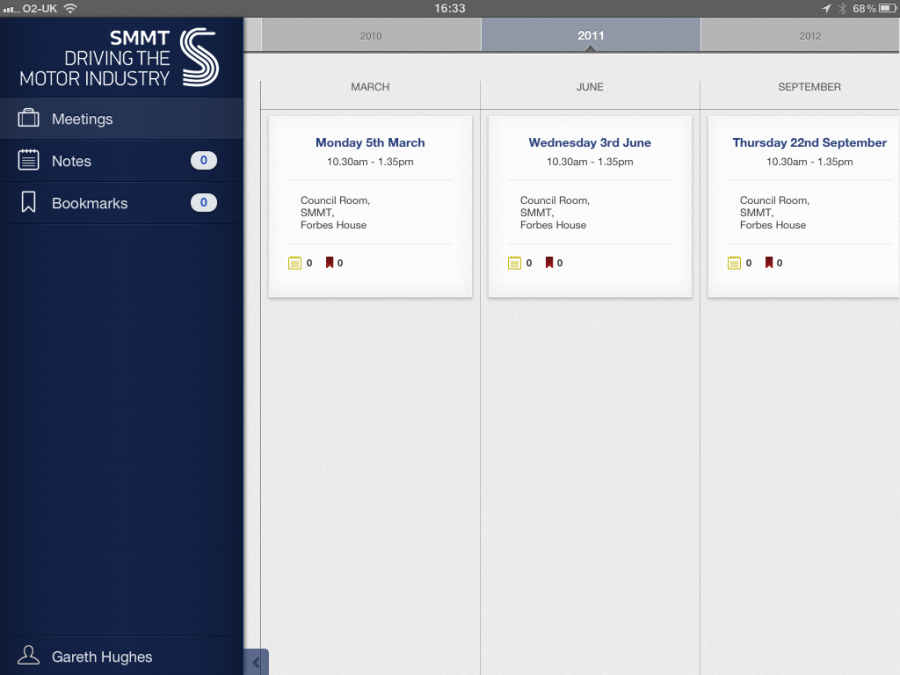 O2-UK
16:33
68%
SMMT
DRIVING THE
MOTOR INDUSTRY
Meetings
Notes 0
Bookmarks 0
Gareth Hughes
2010 2011 2012
MARCH JUNE SEPTEMBER
Monday 5th March
10.30am - 1.35pm
Council Room,
SMMT,
Forbes House
0 0
Wednesday 3rd June
10.30am - 1.35pm
Council Room,
SMMT,
Forbes House
0 0
Thursday 22nd September
10.30am - 1.35pm
Council Room,
SMMT,
Forbes House
0 0